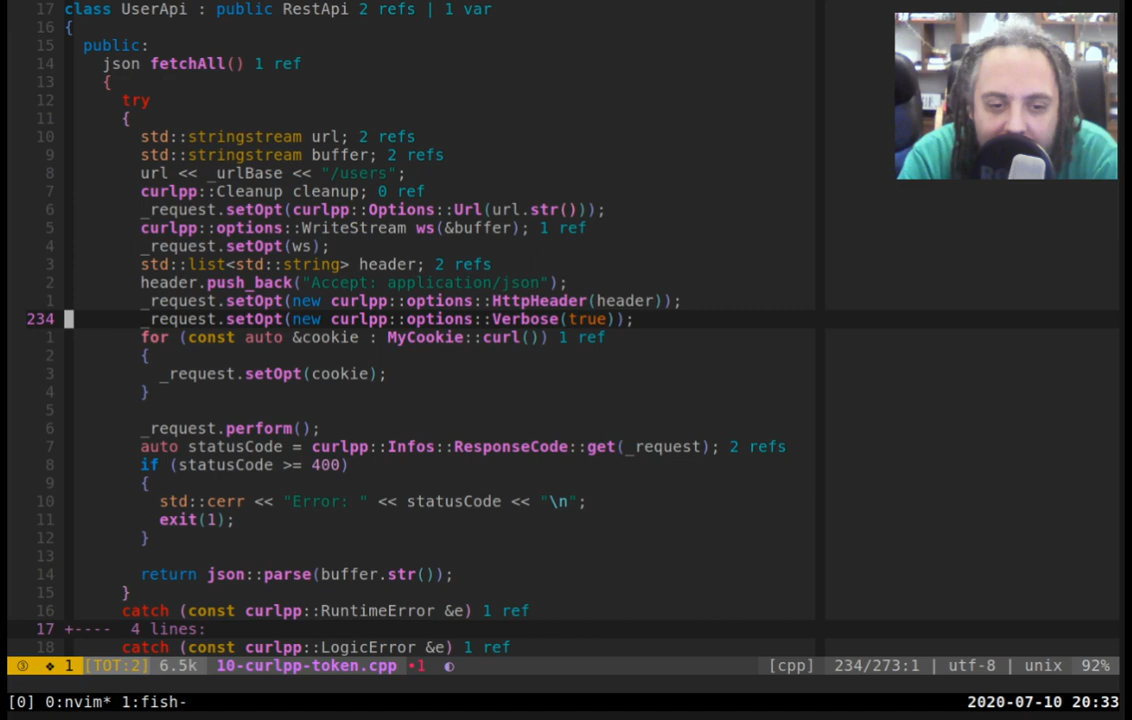 17 class UserApi : public RestApi 2 refs | 1 var
16 {
15 public:
14 json fetchAll() 1 ref
13 {
12 try
11 {
10 std::stringstream url; 2 refs
9 std::stringstream buffer; 2 refs
8 url << _urlBase << "/users";
7 curlpp::Cleanup cleanup; 0 ref
6 _request.setOpt(curlpp::Options::Url(url.str()));
5 curlpp::options::WriteStream ws(&buffer); 1 ref
4 _request.setOpt(ws);
3 std::list<std::string> header; 2 refs
2 header.push_back("Accept: application/json");
1 _request.setOpt(new curlpp::options::HttpHeader(header));
234 _request.setOpt(new curlpp::options::Verbose(true));
1 for (const auto &cookie : MyCookie::curl()) 1 ref
2 {
3 _request.setOpt(cookie);
4 }
5
6 _request.perform();
7 auto statusCode = curlpp::Infos::ResponseCode::get(_request); 2 refs
8 if (statusCode >= 400)
9 {
10 std::cerr << "Error: " << statusCode << "\n";
11 exit(1);
12 }
13
14 return json::parse(buffer.str());
15 }
16 catch (const curlpp::RuntimeError &e) 1 ref
17 +---- 4 lines:
18 catch (const curlpp::LogicError &e) 1 ref
③ ❖ 1 [TOT:2] 6.5k 10-curlpp-token.cpp •1 ◐ [cpp] 234/273:1 | utf-8 | unix 92%
[0] 0:nvim* 1:fish- 2020-07-10 20:33